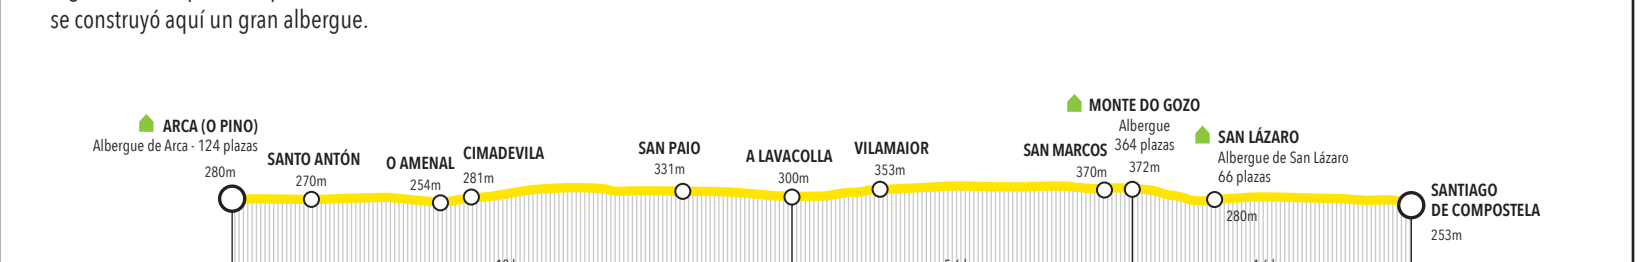 se construyó aquí un gran albergue.
ARCA (O PINO)
Albergue de Arca - 124 plazas
280m
SANTO ANTÓN
270m
O AMENAL
254m
CIMADEVILA
281m
SAN PAIO
331m
A LAVACOLLA
300m
VILAMAIOR
353m
SAN MARCOS
370m
MONTE DO GOZO
Albergue
364 plazas
372m
SAN LÁZARO
Albergue de San Lázaro
66 plazas
280m
SANTIAGO
DE COMPOSTELA
253m